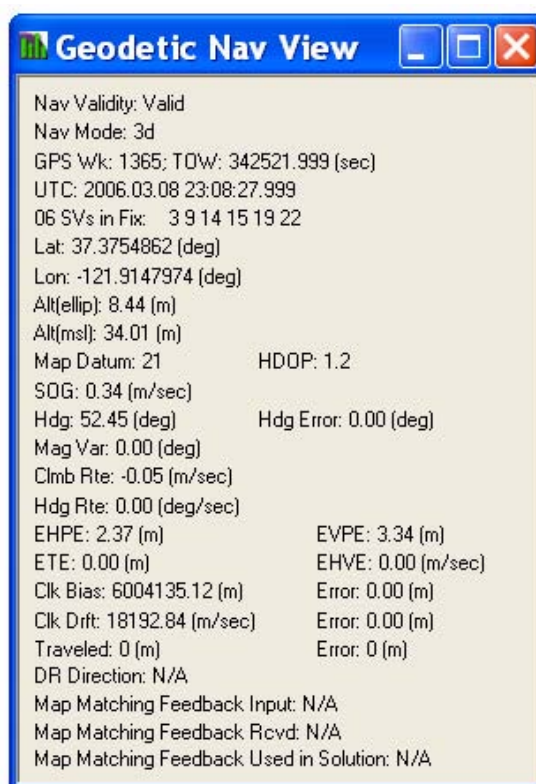 Geodetic Nav View
Nav Validity: Valid
Nav Mode: 3d
GPS Wk: 1365; TOW: 342521.999 (sec)
UTC: 2006.03.08 23:08:27.999
06 SVs in Fix: 3 9 14 15 19 22
Lat: 37.3754862 (deg)
Lon: -121.9147974 (deg)
Alt(ellip): 8.44 (m)
Alt(msl): 34.01 (m)
Map Datum: 21 HDOP: 1.2
SOG: 0.34 (m/sec)
Hdg: 52.45 (deg) Hdg Error: 0.00 (deg)
Mag Var: 0.00 (deg)
Clmb Rte: -0.05 (m/sec)
Hdg Rte: 0.00 (deg/sec)
EHPE: 2.37 (m) EVPE: 3.34 (m)
ETE: 0.00 (m) EHVE: 0.00 (m/sec)
Clk Bias: 6004135.12 (m) Error: 0.00 (m)
Clk Drft: 18192.84 (m/sec) Error: 0.00 (m)
Traveled: 0 (m) Error: 0 (m)
DR Direction: N/A
Map Matching Feedback Input: N/A
Map Matching Feedback Rcvd: N/A
Map Matching Feedback Used in Solution: N/A